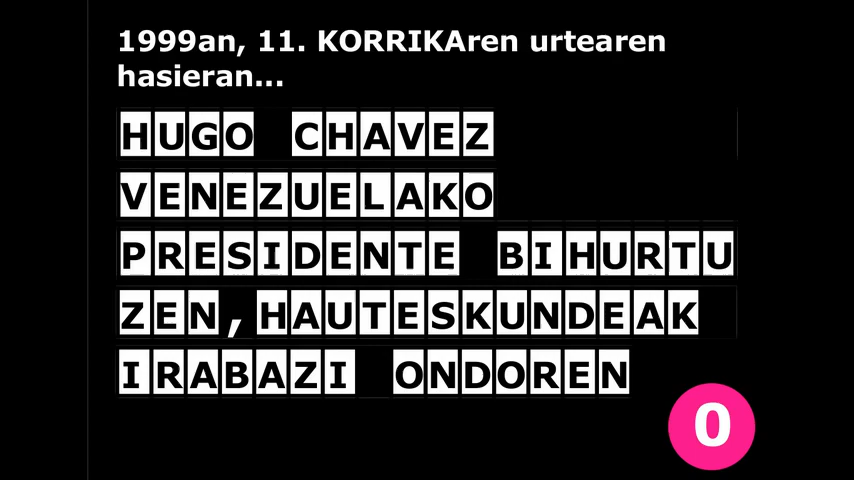 1999an, 11. KORRIKAren urtearen
hasieran...
HUGO CHAVEZ
VENEZUELAKO
PRESIDENTE BIHURTU
ZEN,HAUTESKUNDEAK
IRABAZI ONDOREN
0